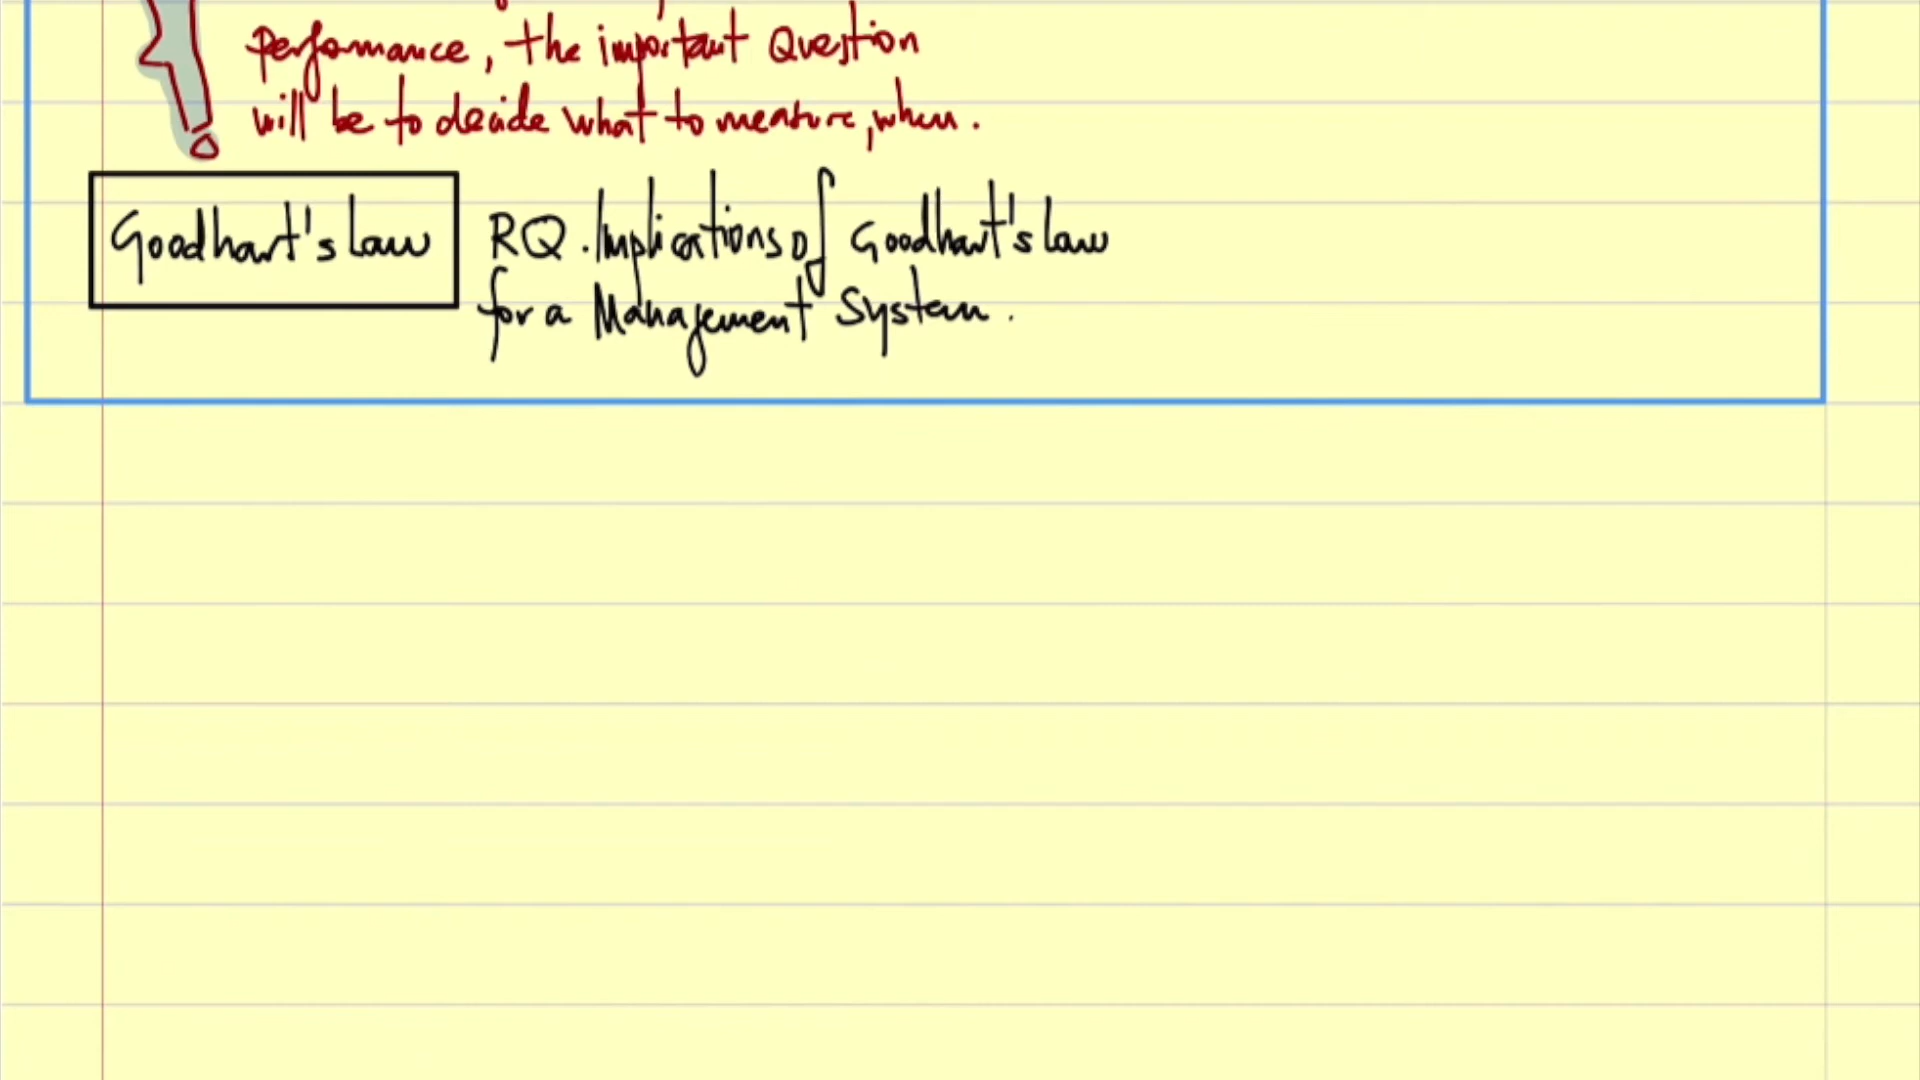 performance, the important Question
will be to decide what to measure, when.
Goodhart's law
RQ. Implications of Goodhart's law
for a Management System.